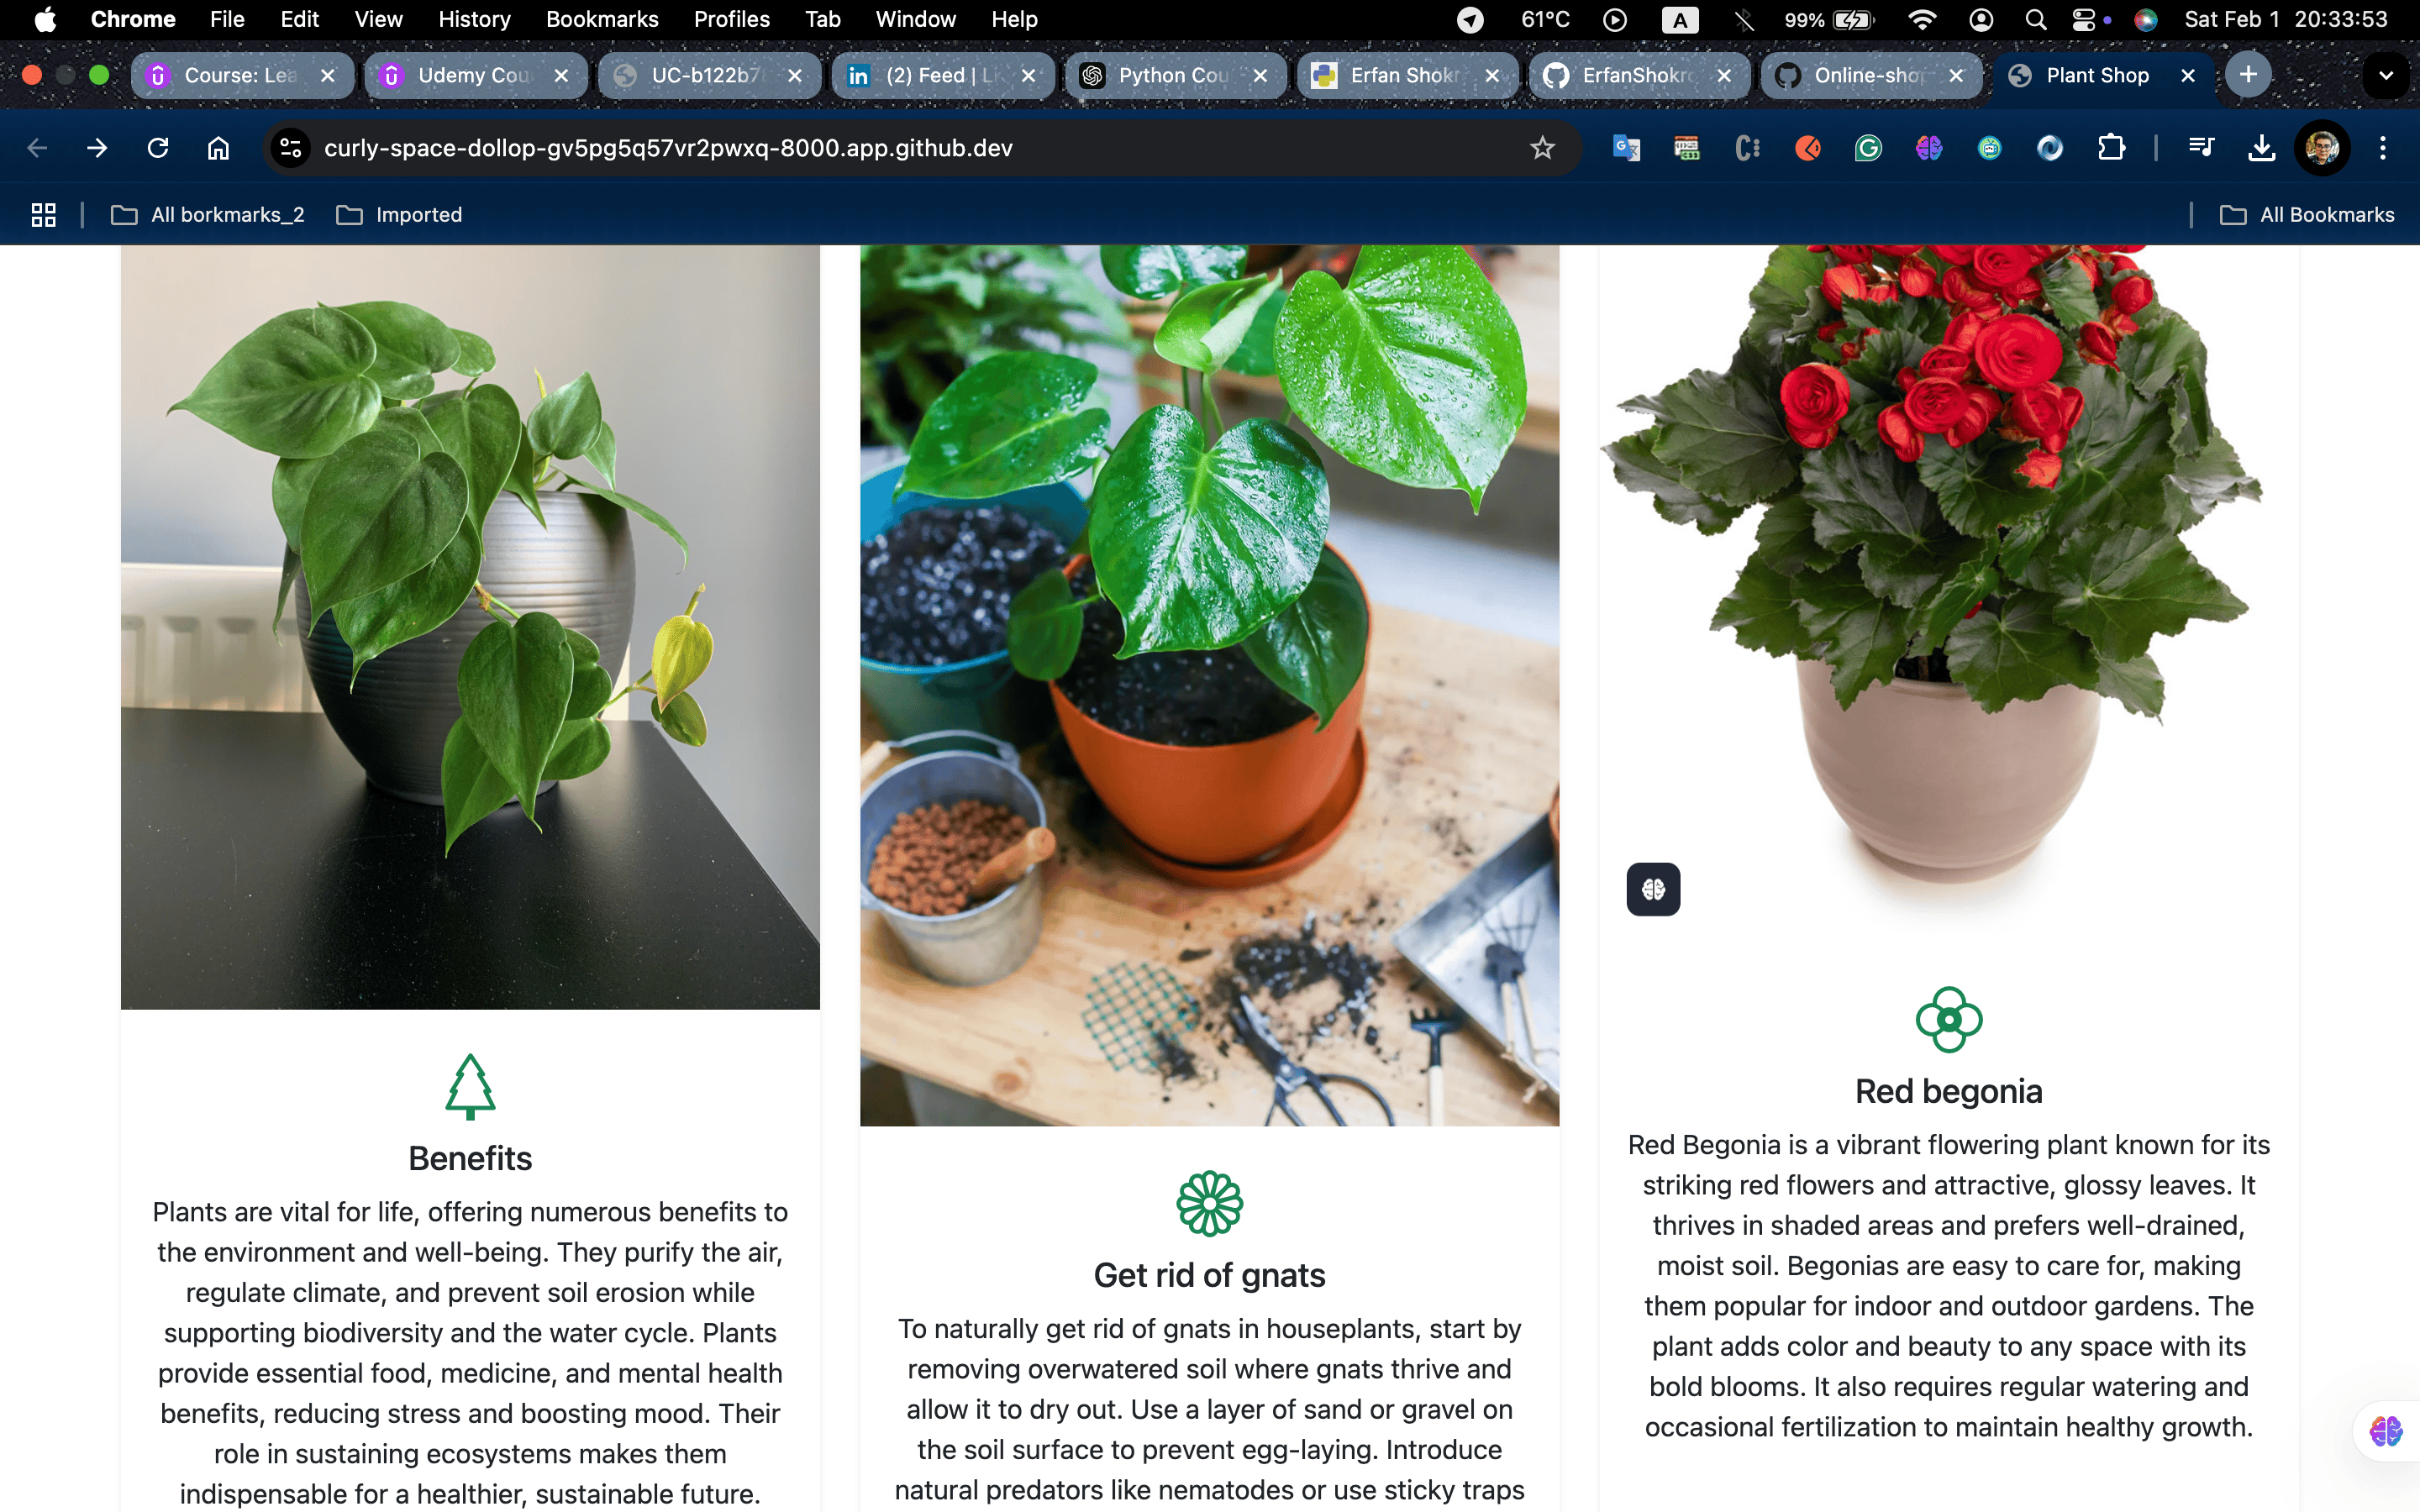 Chrome File Edit View History Bookmarks Profiles Tab Window Help 61°C A 99% Sat Feb 1 20:33:53
Course: Lea Udemy Cou UC-b122b7 in (2) Feed | Li Python Cou Erfan Shokr ErfanShokro Online-shop Plant Shop
curly-space-dollop-gv5pg5q57vr2pwxq-8000.app.github.dev
All borkmarks_2 Imported All Bookmarks
Benefits
Plants are vital for life, offering numerous benefits to
the environment and well-being. They purify the air,
regulate climate, and prevent soil erosion while
supporting biodiversity and the water cycle. Plants
provide essential food, medicine, and mental health
benefits, reducing stress and boosting mood. Their
role in sustaining ecosystems makes them
indispensable for a healthier, sustainable future.
Get rid of gnats
To naturally get rid of gnats in houseplants, start by
removing overwatered soil where gnats thrive and
allow it to dry out. Use a layer of sand or gravel on
the soil surface to prevent egg-laying. Introduce
natural predators like nematodes or use sticky traps
Red begonia
Red Begonia is a vibrant flowering plant known for its
striking red flowers and attractive, glossy leaves. It
thrives in shaded areas and prefers well-drained,
moist soil. Begonias are easy to care for, making
them popular for indoor and outdoor gardens. The
plant adds color and beauty to any space with its
bold blooms. It also requires regular watering and
occasional fertilization to maintain healthy growth.